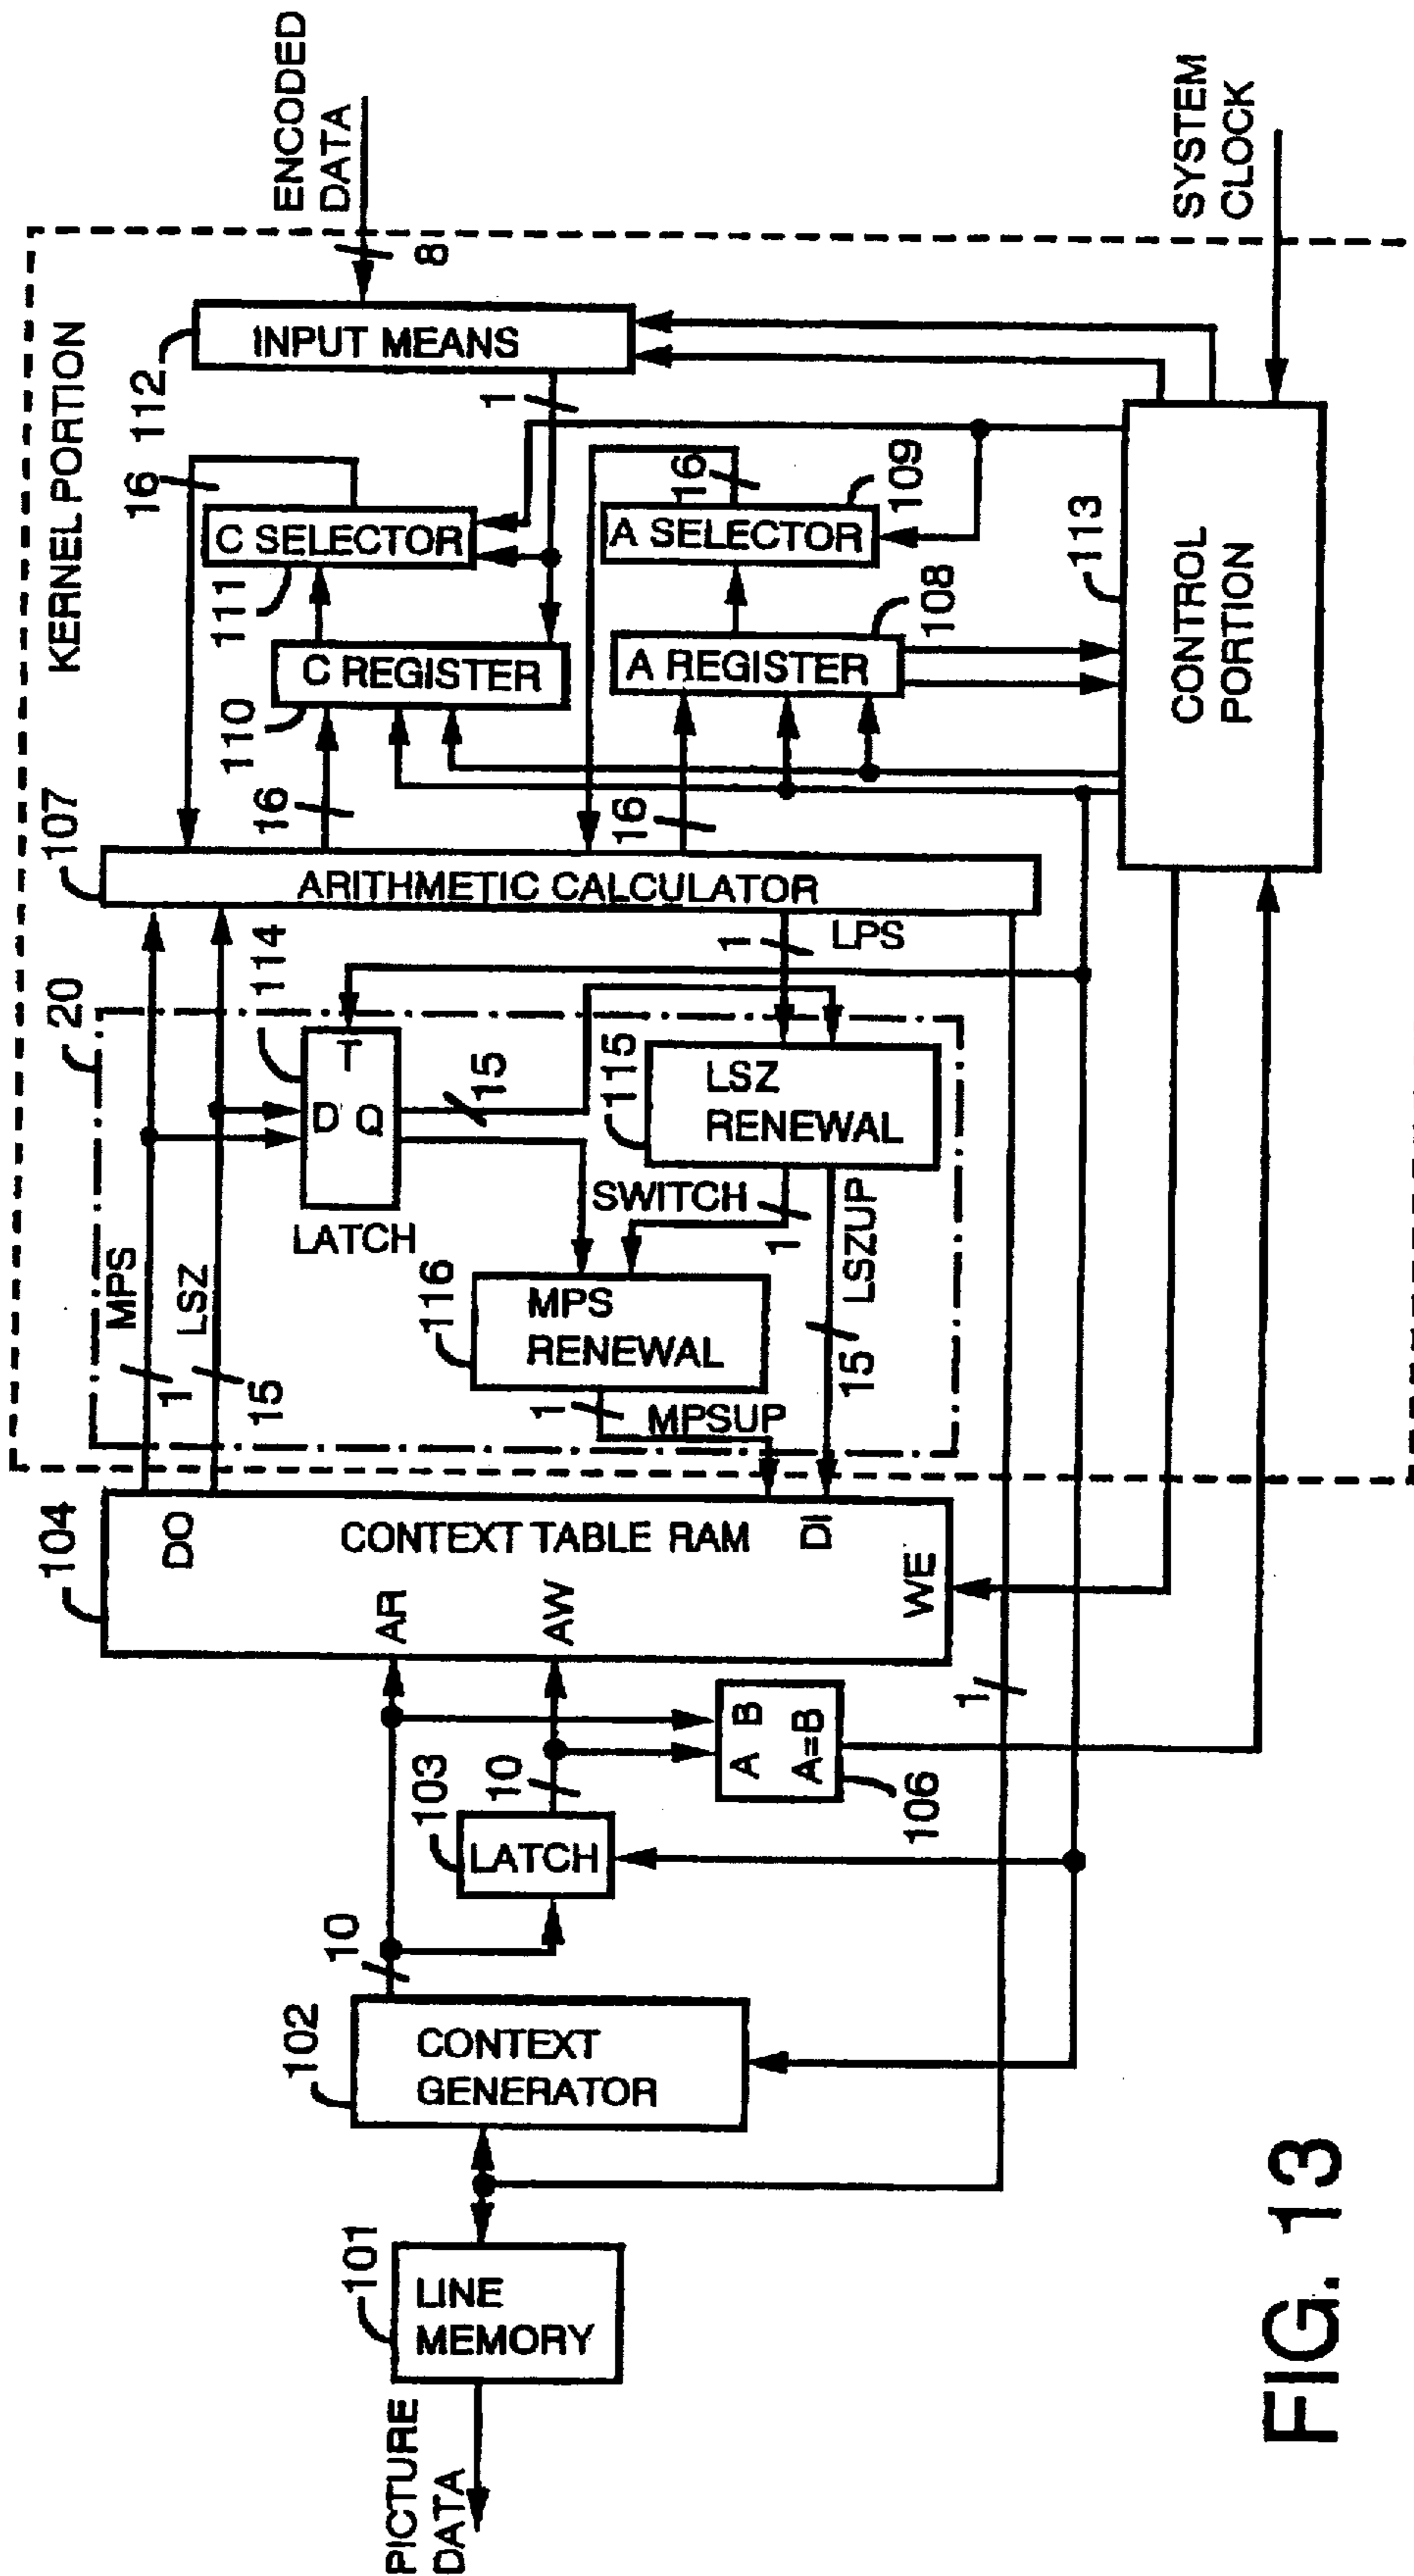 PICTURE
DATA
101
LINE
MEMORY
102
CONTEXT
GENERATOR
10
103
LATCH
10
A B
A=B
106
104
DO
AR
CONTEXT TABLE RAM
AW
DI
WE
1
KERNEL PORTION
20
MPS
1
LSZ
15
114
T
D Q
LATCH
15
115
LSZ
RENEWAL
SWITCH
1
116
MPS
RENEWAL
1
MPSUP
15
LSZUP
1
LPS
107
ARITHMETIC CALCULATOR
16
16
110
C REGISTER
111
C SELECTOR
16
A REGISTER
108
A SELECTOR
109
16
112
INPUT MEANS
1
8
ENCODED
DATA
113
CONTROL
PORTION
SYSTEM
CLOCK
FIG. 13